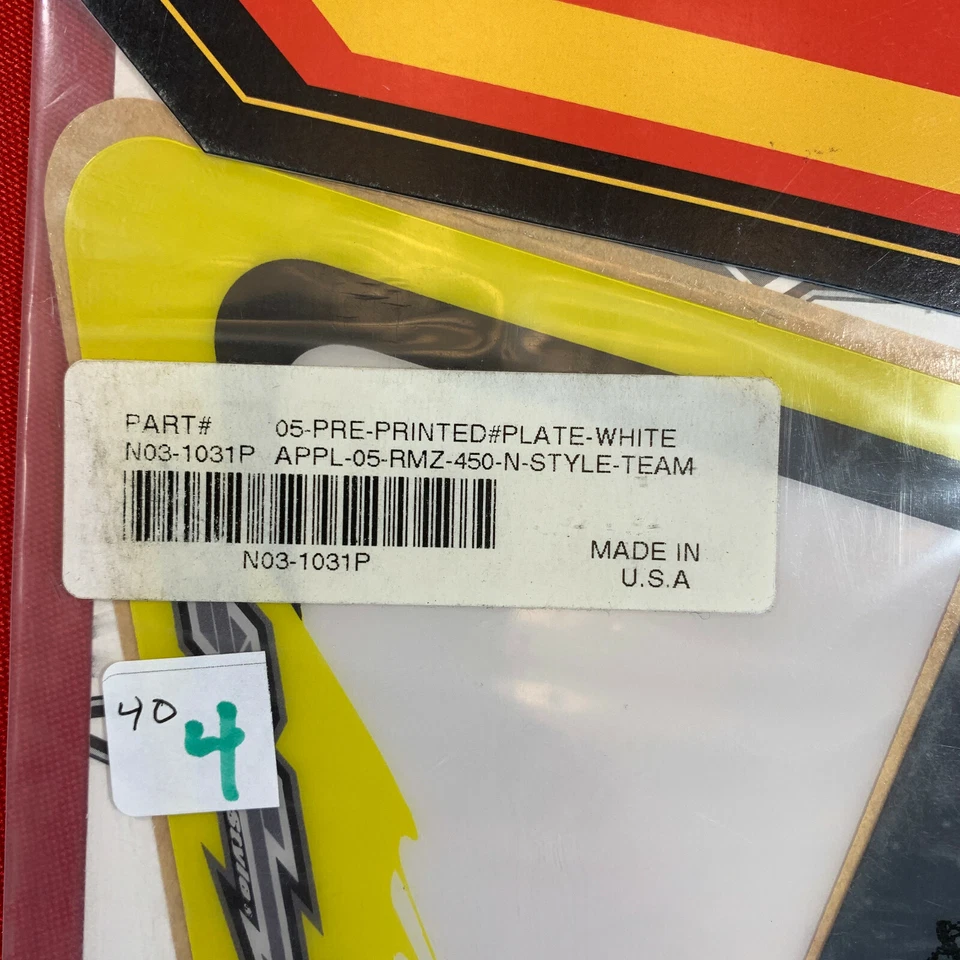 PART# 05-PRE-PRINTED#PLATE-WHITE
N03-1031P APPL-05-RMZ-450-N-STYLE-TEAM
N03-1031P
MADE IN
U.S.A
40 4
Style